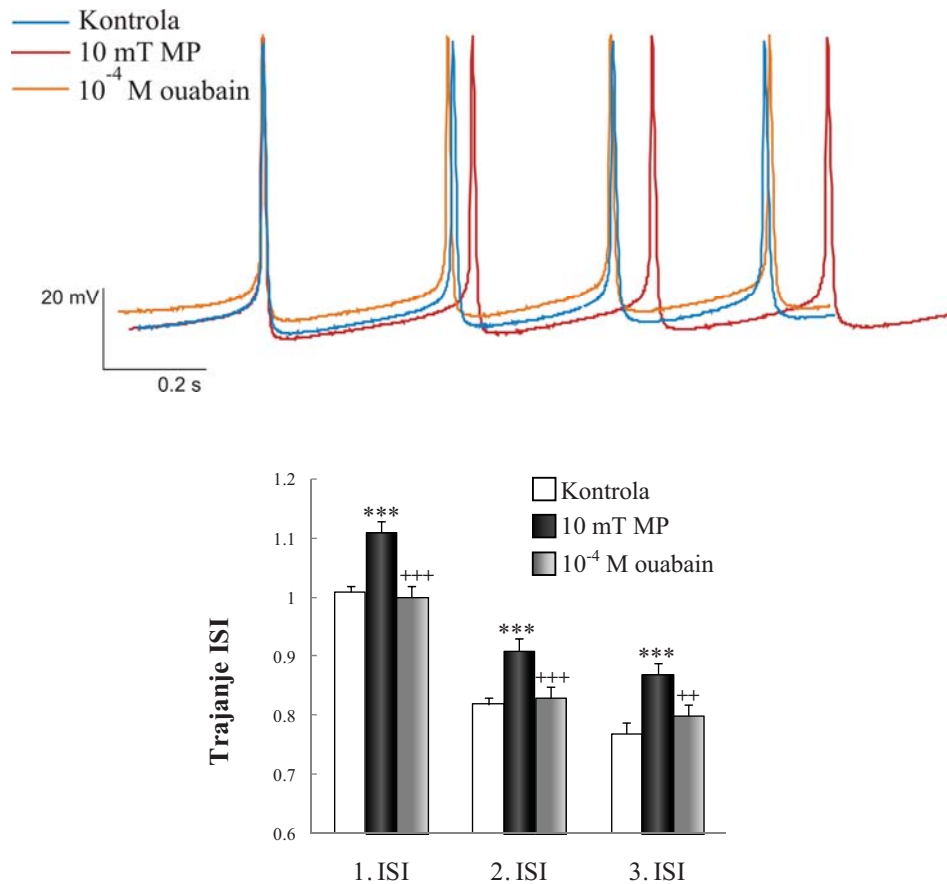 Kontrola
10 mT MP
10⁻⁴ M ouabain
20 mV
0.2 s
1.2
1.1
1
0.9
0.8
0.7
0.6
Trajanje ISI
***
+++
***
+++
***
++
Kontrola
10 mT MP
10⁻⁴ M ouabain
1. ISI 2. ISI 3. ISI